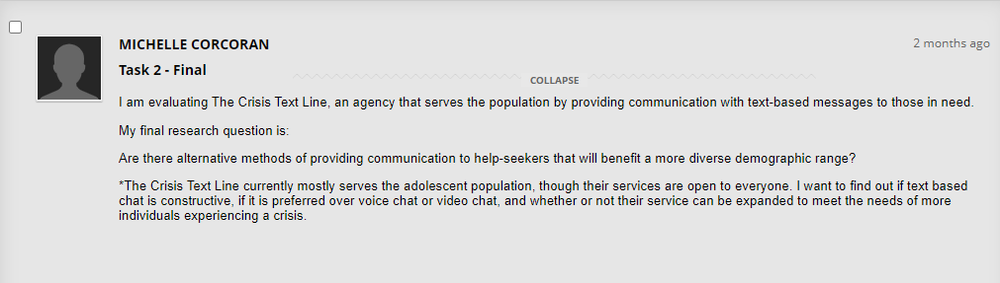 MICHELLE CORCORAN
2 months ago
Task 2 - Final
COLLAPSE
I am evaluating The Crisis Text Line, an agency that serves the population by providing communication with text-based messages to those in need.
My final research question is:
Are there alternative methods of providing communication to help-seekers that will benefit a more diverse demographic range?
*The Crisis Text Line currently mostly serves the adolescent population, though their services are open to everyone. I want to find out if text based
chat is constructive, if it is preferred over voice chat or video chat, and whether or not their service can be expanded to meet the needs of more
individuals experiencing a crisis.